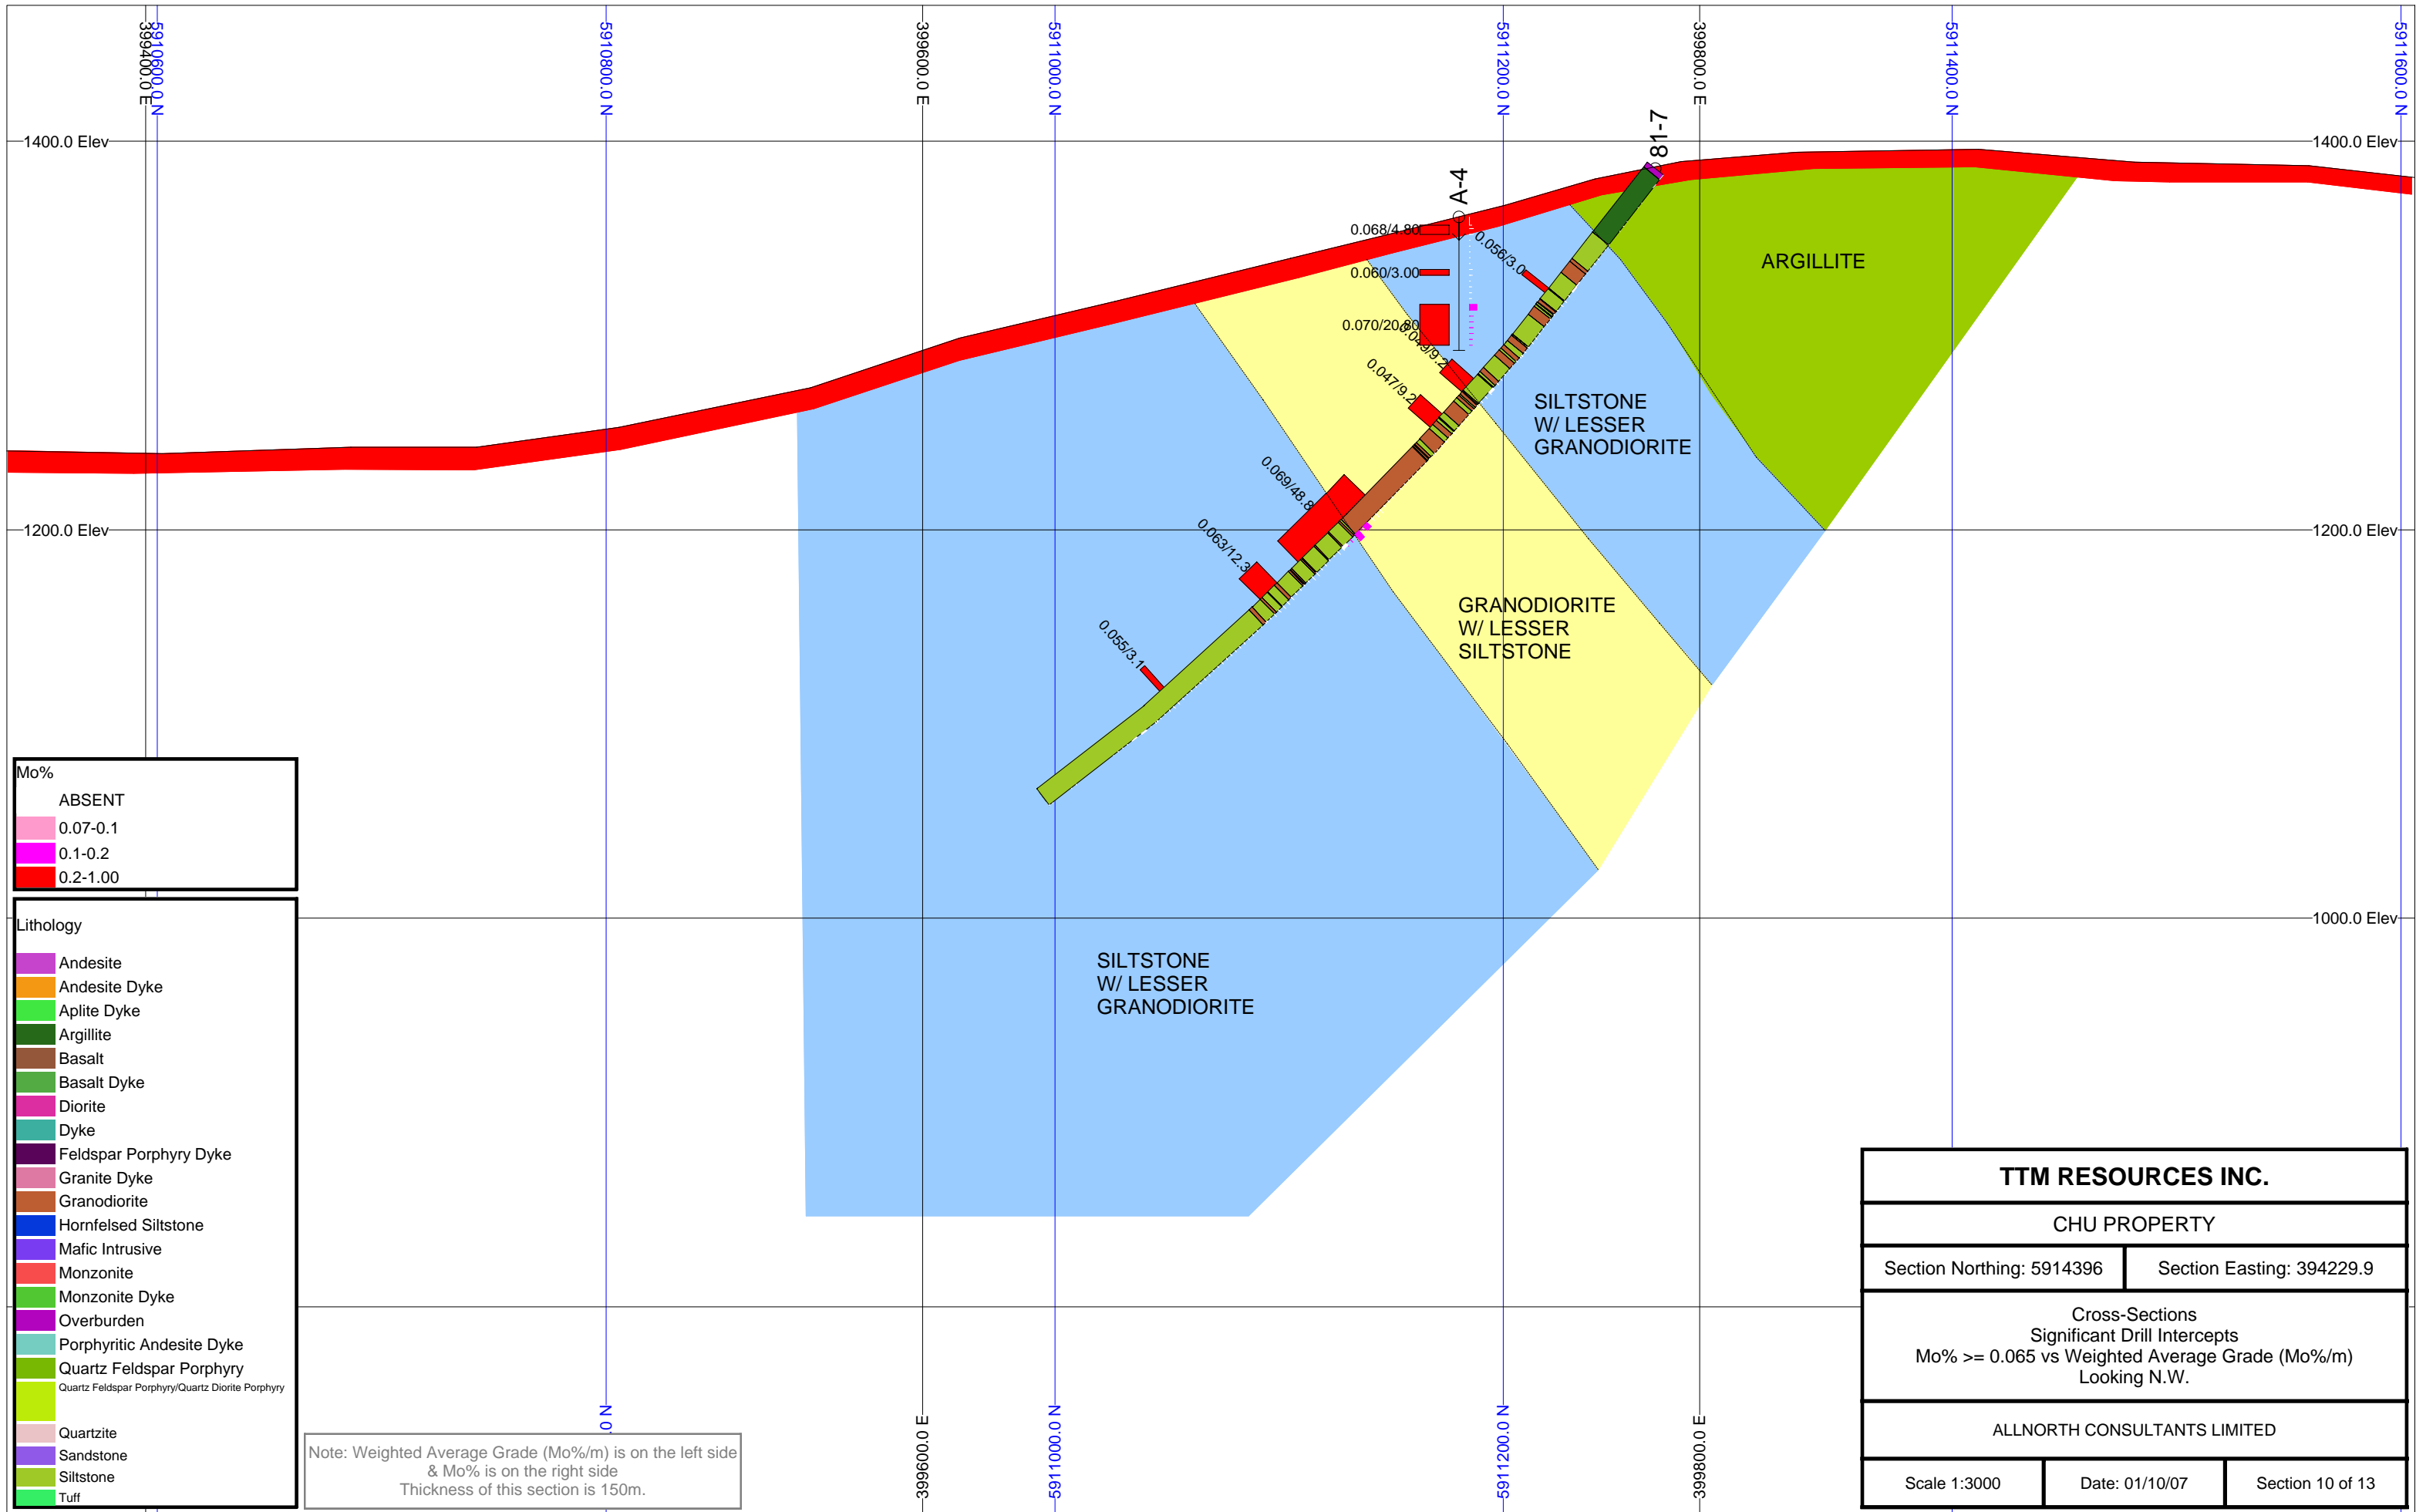 399400.0 E
5910600.0 N
5910800.0 N
399600.0 E
5911000.0 N
5911200.0 N
399800.0 E
5911400.0 N
5911600.0 N
1400.0 Elev
1400.0 Elev
81-7
A-4
0.068/4.80
0.056/3.0
0.060/3.00
ARGILLITE
0.070/20.80
0.049/9.2
0.047/9.2
SILTSTONE
W/ LESSER
GRANODIORITE
0.069/48.8
1200.0 Elev
1200.0 Elev
0.063/12.3
GRANODIORITE
W/ LESSER
SILTSTONE
0.055/3.1
1000.0 Elev
SILTSTONE
W/ LESSER
GRANODIORITE
Mo%
ABSENT
0.07-0.1
0.1-0.2
0.2-1.00
Lithology
Andesite
Andesite Dyke
Aplite Dyke
Argillite
Basalt
Basalt Dyke
Diorite
Dyke
Feldspar Porphyry Dyke
Granite Dyke
Granodiorite
Hornfelsed Siltstone
Mafic Intrusive
Monzonite
Monzonite Dyke
Overburden
Porphyritic Andesite Dyke
Quartz Feldspar Porphyry
Quartz Feldspar Porphyry/Quartz Diorite Porphyry
Quartzite
Sandstone
Siltstone
Tuff
.0 N
399600.0 E
5911000.0 N
5911200.0 N
399800.0 E
Note: Weighted Average Grade (Mo%/m) is on the left side
& Mo% is on the right side
Thickness of this section is 150m.
TTM RESOURCES INC.
CHU PROPERTY
Section Northing: 5914396
Section Easting: 394229.9
Cross-Sections
Significant Drill Intercepts
Mo% >= 0.065 vs Weighted Average Grade (Mo%/m)
Looking N.W.
ALLNORTH CONSULTANTS LIMITED
Scale 1:3000
Date: 01/10/07
Section 10 of 13